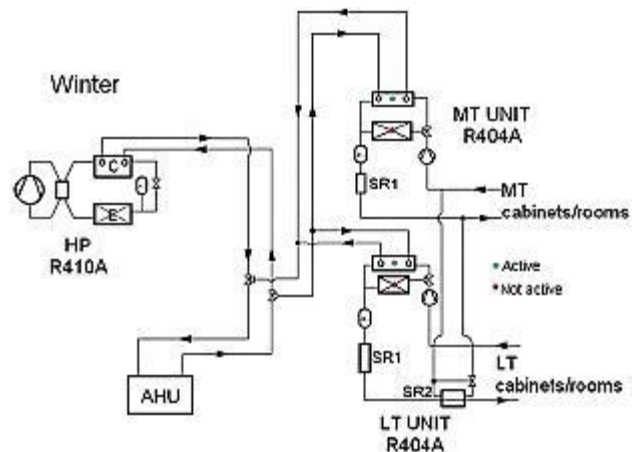 Winter
C
E
HP
R410A
AHU
MT UNIT
R404A
SR1
MT
cabinets/rooms
Active
Not active
SR1
LT
cabinets/rooms
SR2
LT UNIT
R404A